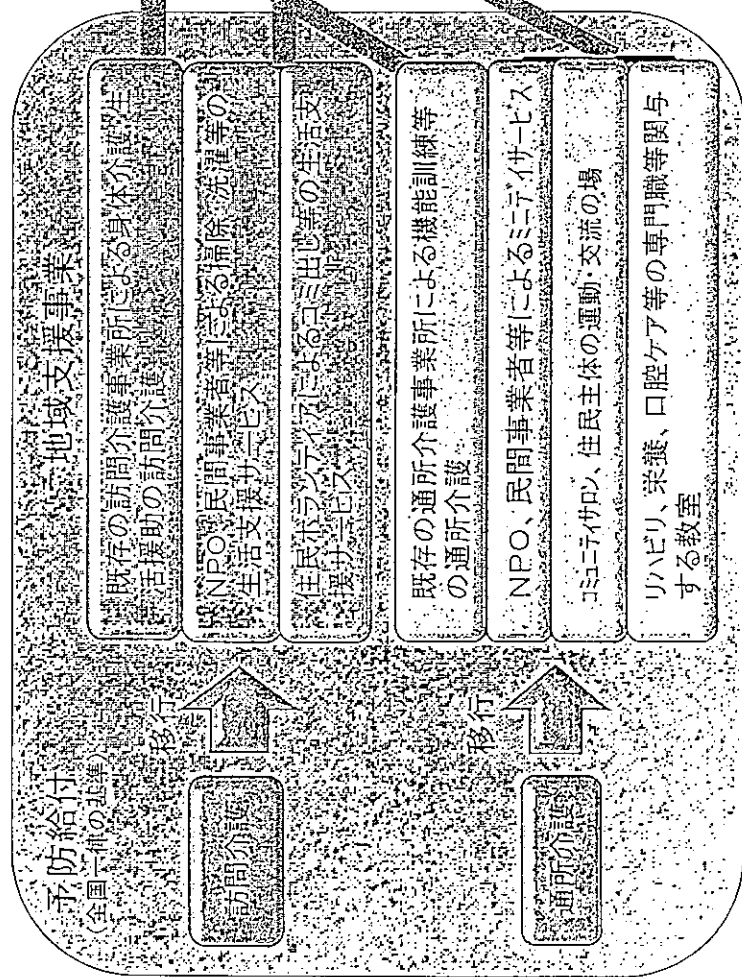 予防給付
(全国一律の基準)
地域支援事業
訪問介護
移行
既存の訪問介護事業所による身体介護・生
活援助の訪問介護
NPO、民間事業者等による掃除・洗濯等の
生活支援サービス
住民ボランティアによるゴミ出し等の生活支
援サービス
通所介護
移行
既存の通所介護事業所による機能訓練等
の通所介護
NPO、民間事業者等によるミニデイサービス
コミュニティサロン、住民主体の運動・交流の場
リハビリ、栄養、口腔ケア等の専門職等関与
する教室